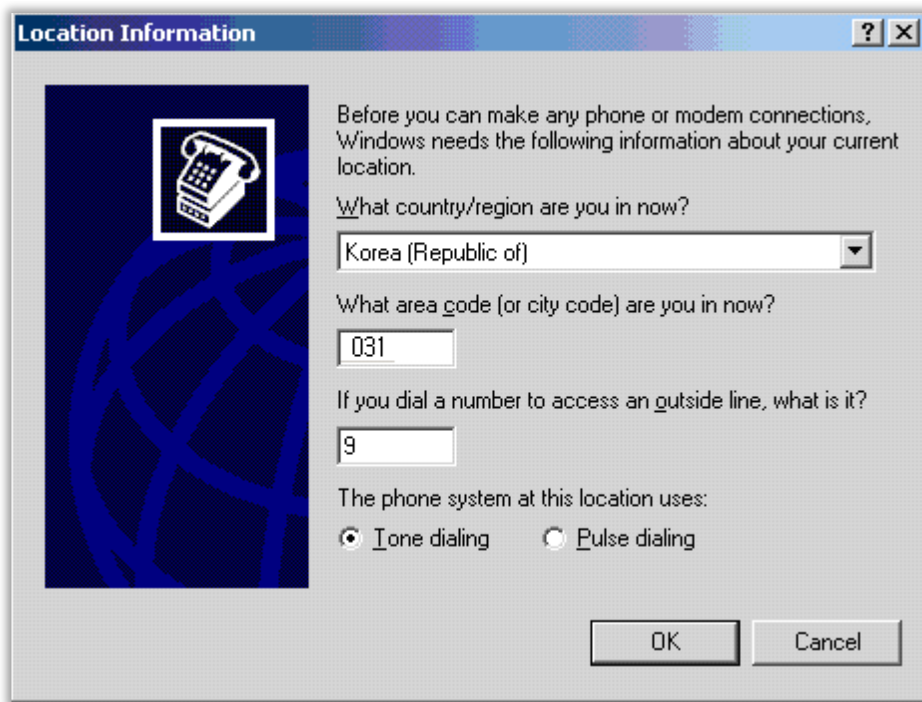 Location Information
Before you can make any phone or modem connections,
Windows needs the following information about your current
location.
What country/region are you in now?
Korea (Republic of)
What area code (or city code) are you in now?
031
If you dial a number to access an outside line, what is it?
9
The phone system at this location uses:
Tone dialing Pulse dialing
OK Cancel